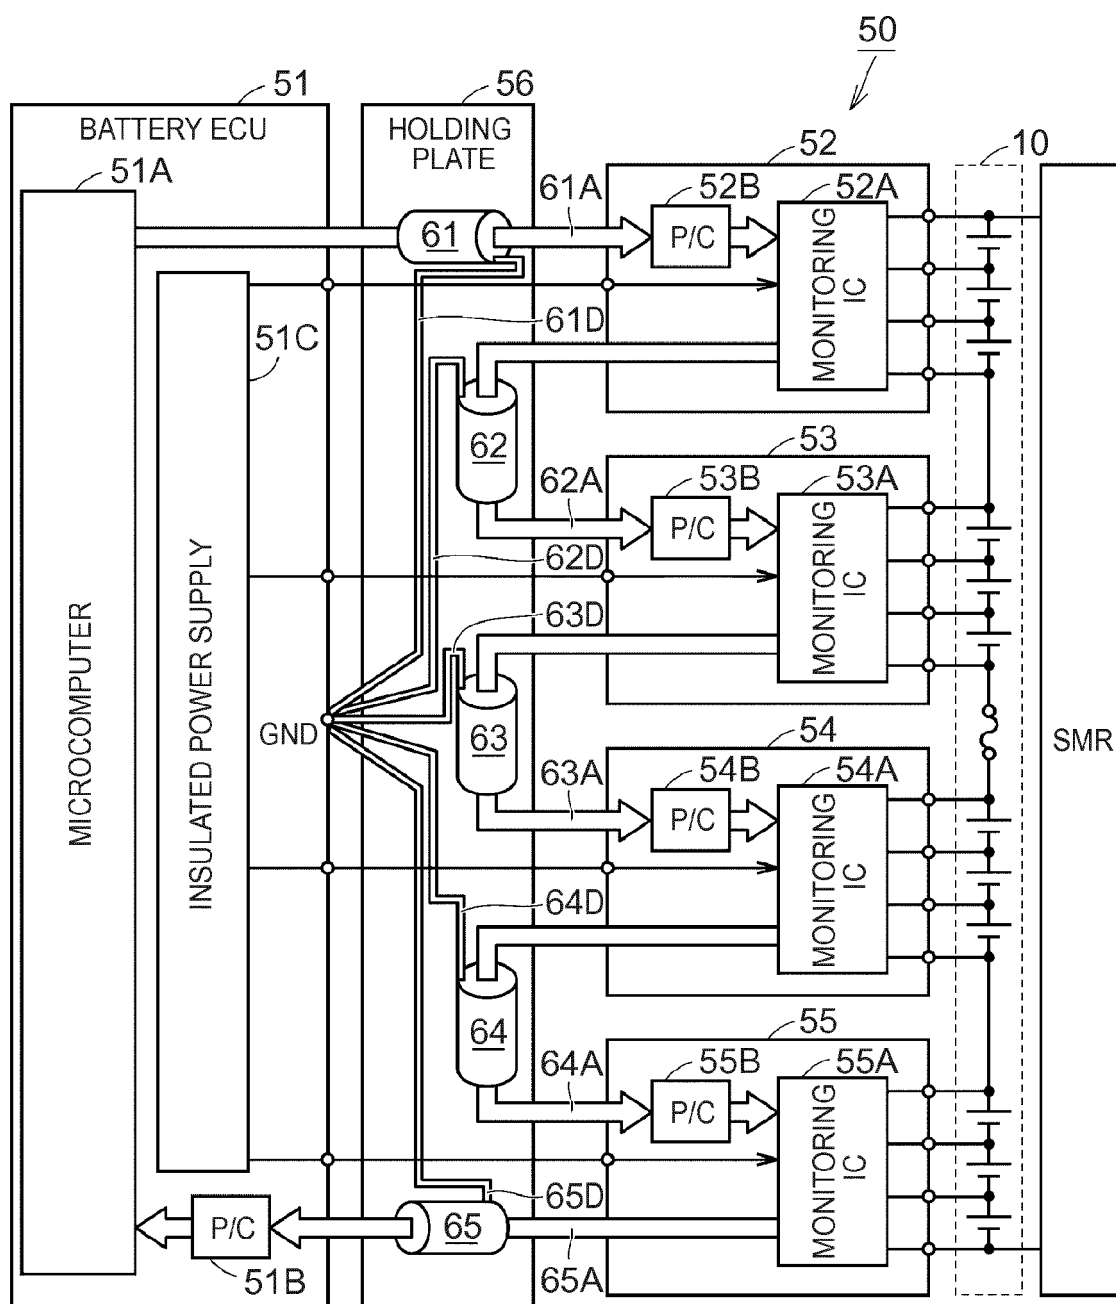 50
51
56
BATTERY ECU
HOLDING
PLATE
52
10
51A
61A
52B
52A
61
P/C
MONITORING
IC
61D
51C
62
53
62A
53B
53A
P/C
MONITORING
IC
62D
63D
MICROCOMPUTER
INSULATED POWER SUPPLY
GND
63
54
SMR
63A
54B
54A
P/C
MONITORING
IC
64D
64
55
64A
55B
55A
P/C
MONITORING
IC
65D
P/C
65
51B
65A